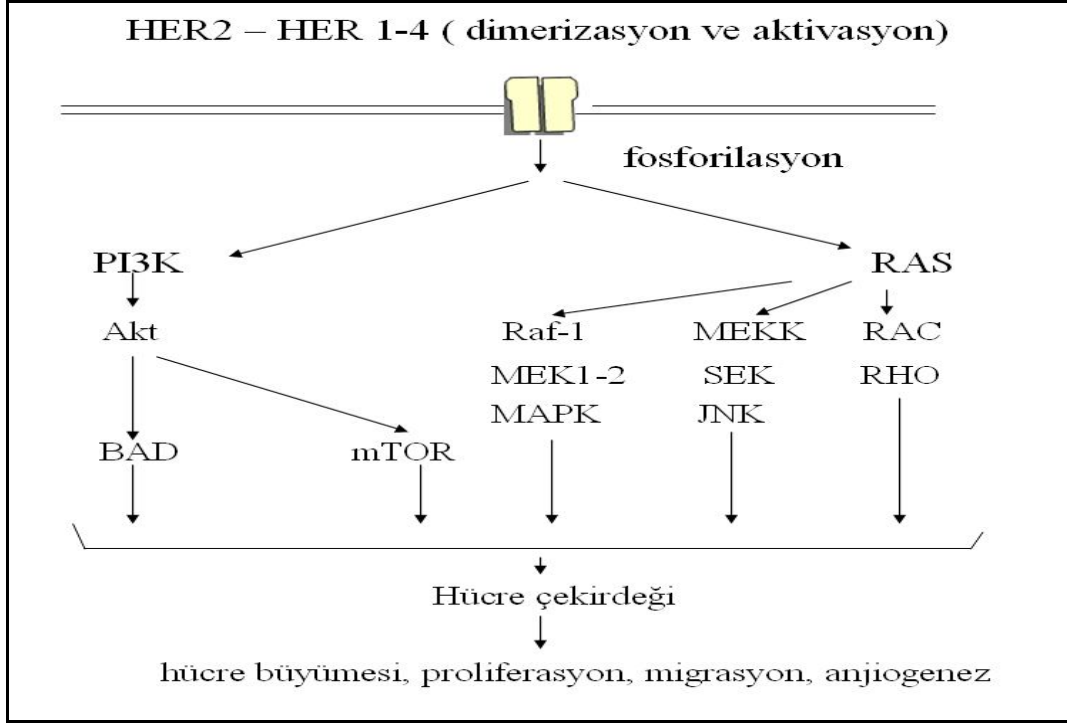 HER2 – HER 1-4 ( dimerizasyon ve aktivasyon)
fosforilasyon
PI3K RAS
Akt Raf-1 MEKK RAC
MEK1-2 SEK RHO
MAPK JNK
BAD mTOR
Hücre çekirdeği
hücre büyümesi, proliferasyon, migrasyon, anjiogenez